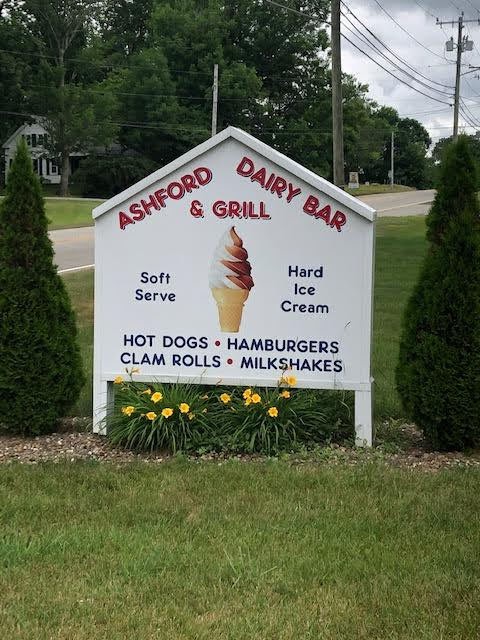 ASHFORD DAIRY BAR
& GRILL
Soft
Serve
Hard
Ice
Cream
HOT DOGS • HAMBURGERS
CLAM ROLLS • MILKSHAKES